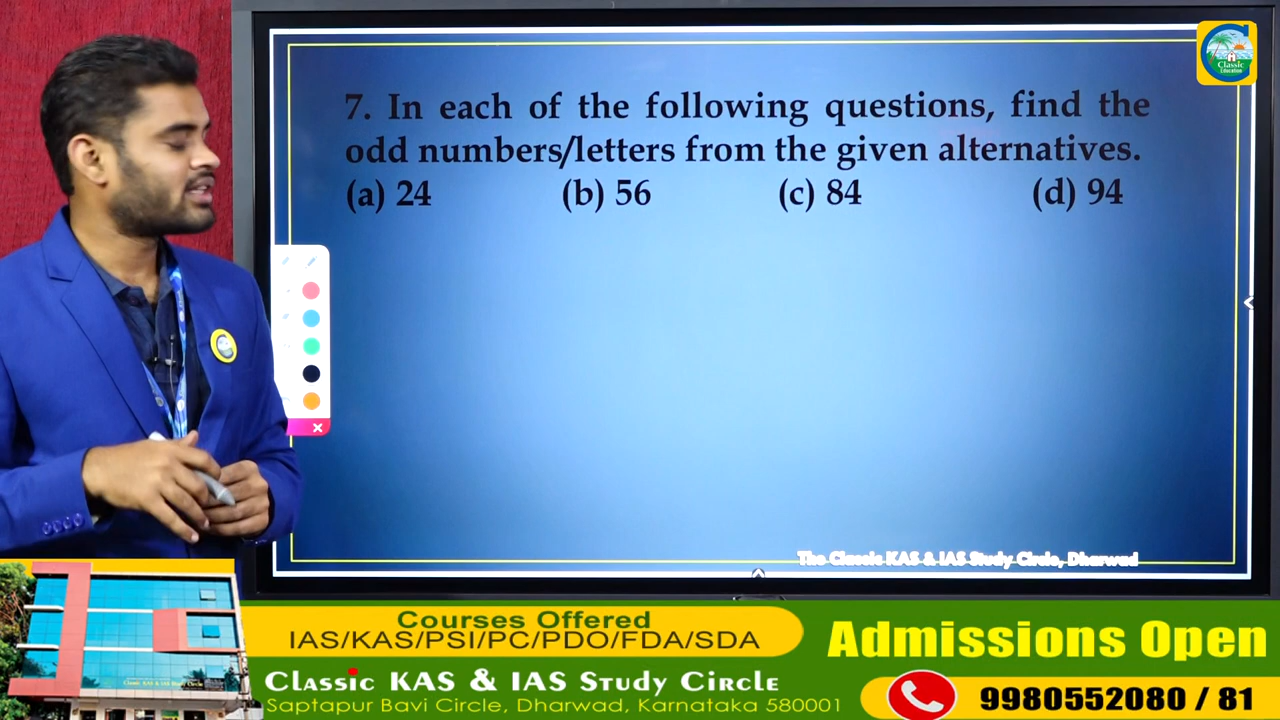 Classic
Education
7. In each of the following questions, find the
odd numbers/letters from the given alternatives.
(a) 24 (b) 56 (c) 84 (d) 94
The Classic KAS & IAS Study Circle, Dharwad
Courses Offered
IAS/KAS/PSI/PC/PDO/FDA/SDA
Admissions Open
Classic KAS & IAS Study Circle
Saptapur Bavi Circle, Dharwad, Karnataka 580001
9980552080 / 81